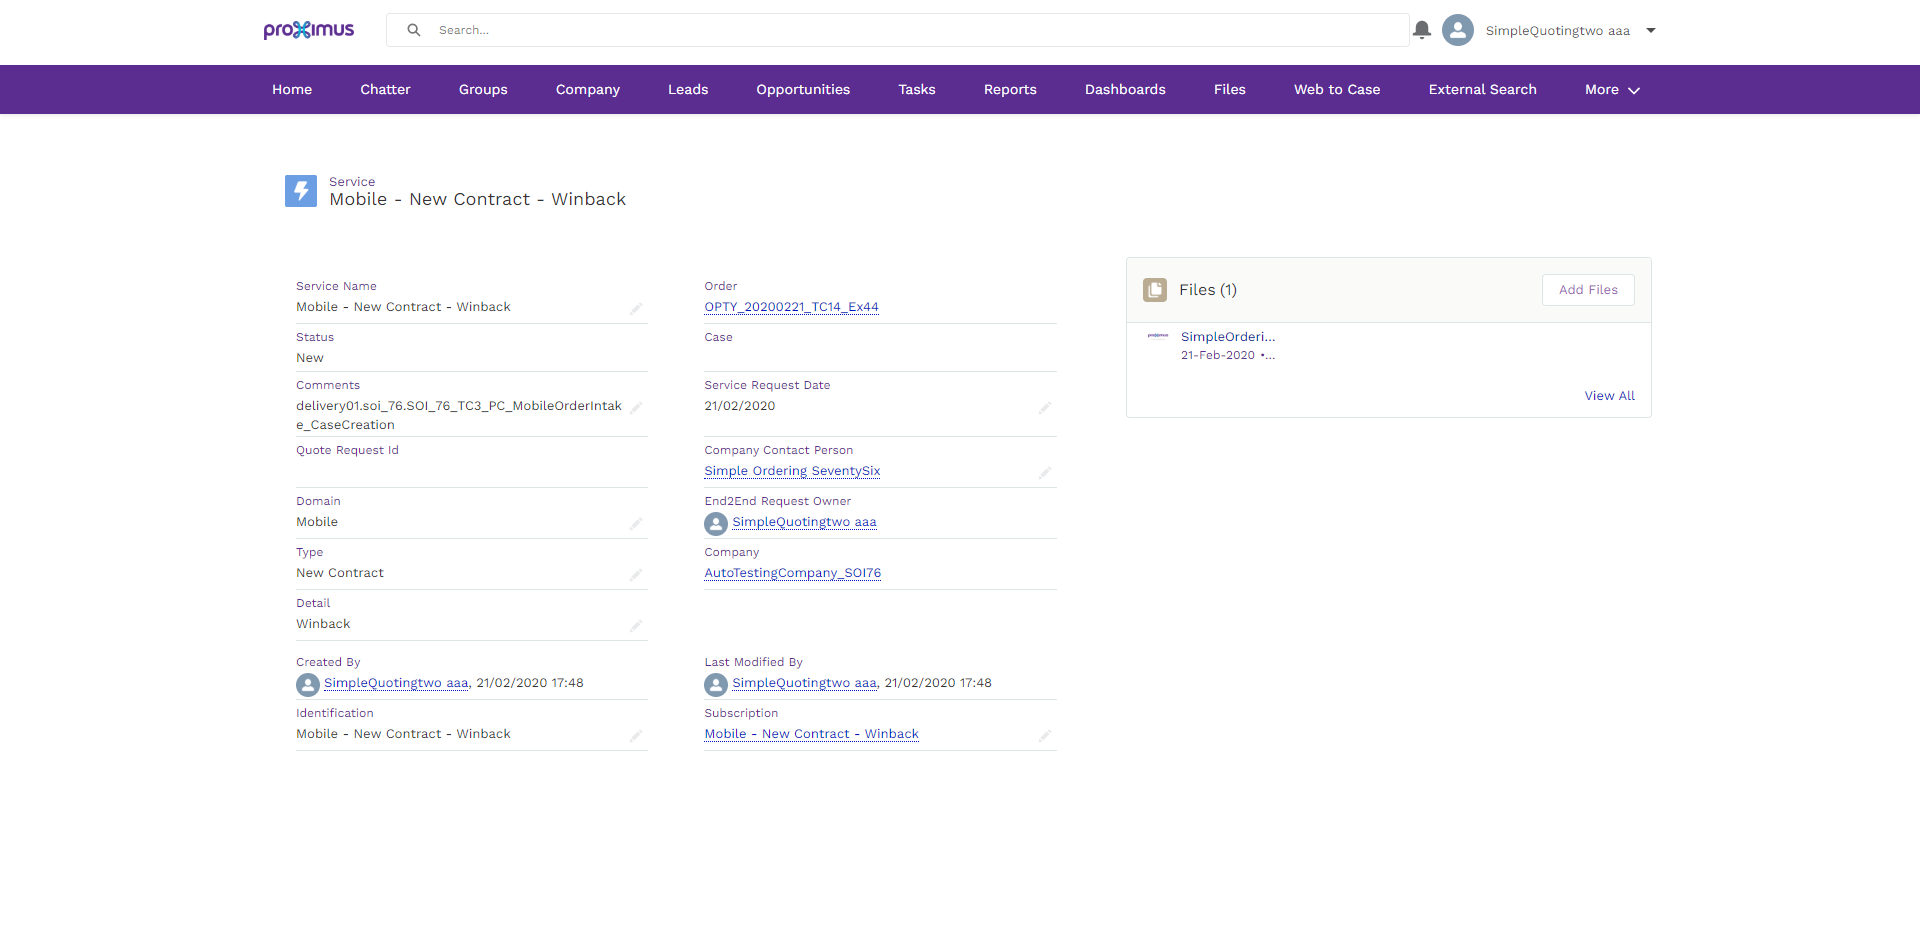 proximus
Search...
SimpleQuotingtwo aaa
Home Chatter Groups Company Leads Opportunities Tasks Reports Dashboards Files Web to Case External Search More
Service
Mobile - New Contract - Winback
Service Name
Mobile - New Contract - Winback
Order
OPTY_20200221_TC14_Ex44
Status
New
Case
Comments
delivery01.soi_76.SOI_76_TC3_PC_MobileOrderIntak
e_CaseCreation
Service Request Date
21/02/2020
Quote Request Id
Company Contact Person
Simple Ordering SeventySix
Domain
Mobile
End2End Request Owner
SimpleQuotingtwo aaa
Type
New Contract
Company
AutoTestingCompany_SOI76
Detail
Winback
Created By
SimpleQuotingtwo aaa, 21/02/2020 17:48
Last Modified By
SimpleQuotingtwo aaa, 21/02/2020 17:48
Identification
Mobile - New Contract - Winback
Subscription
Mobile - New Contract - Winback
Files (1)
Add Files
proximus
SimpleOrderi...
21-Feb-2020 •...
View All